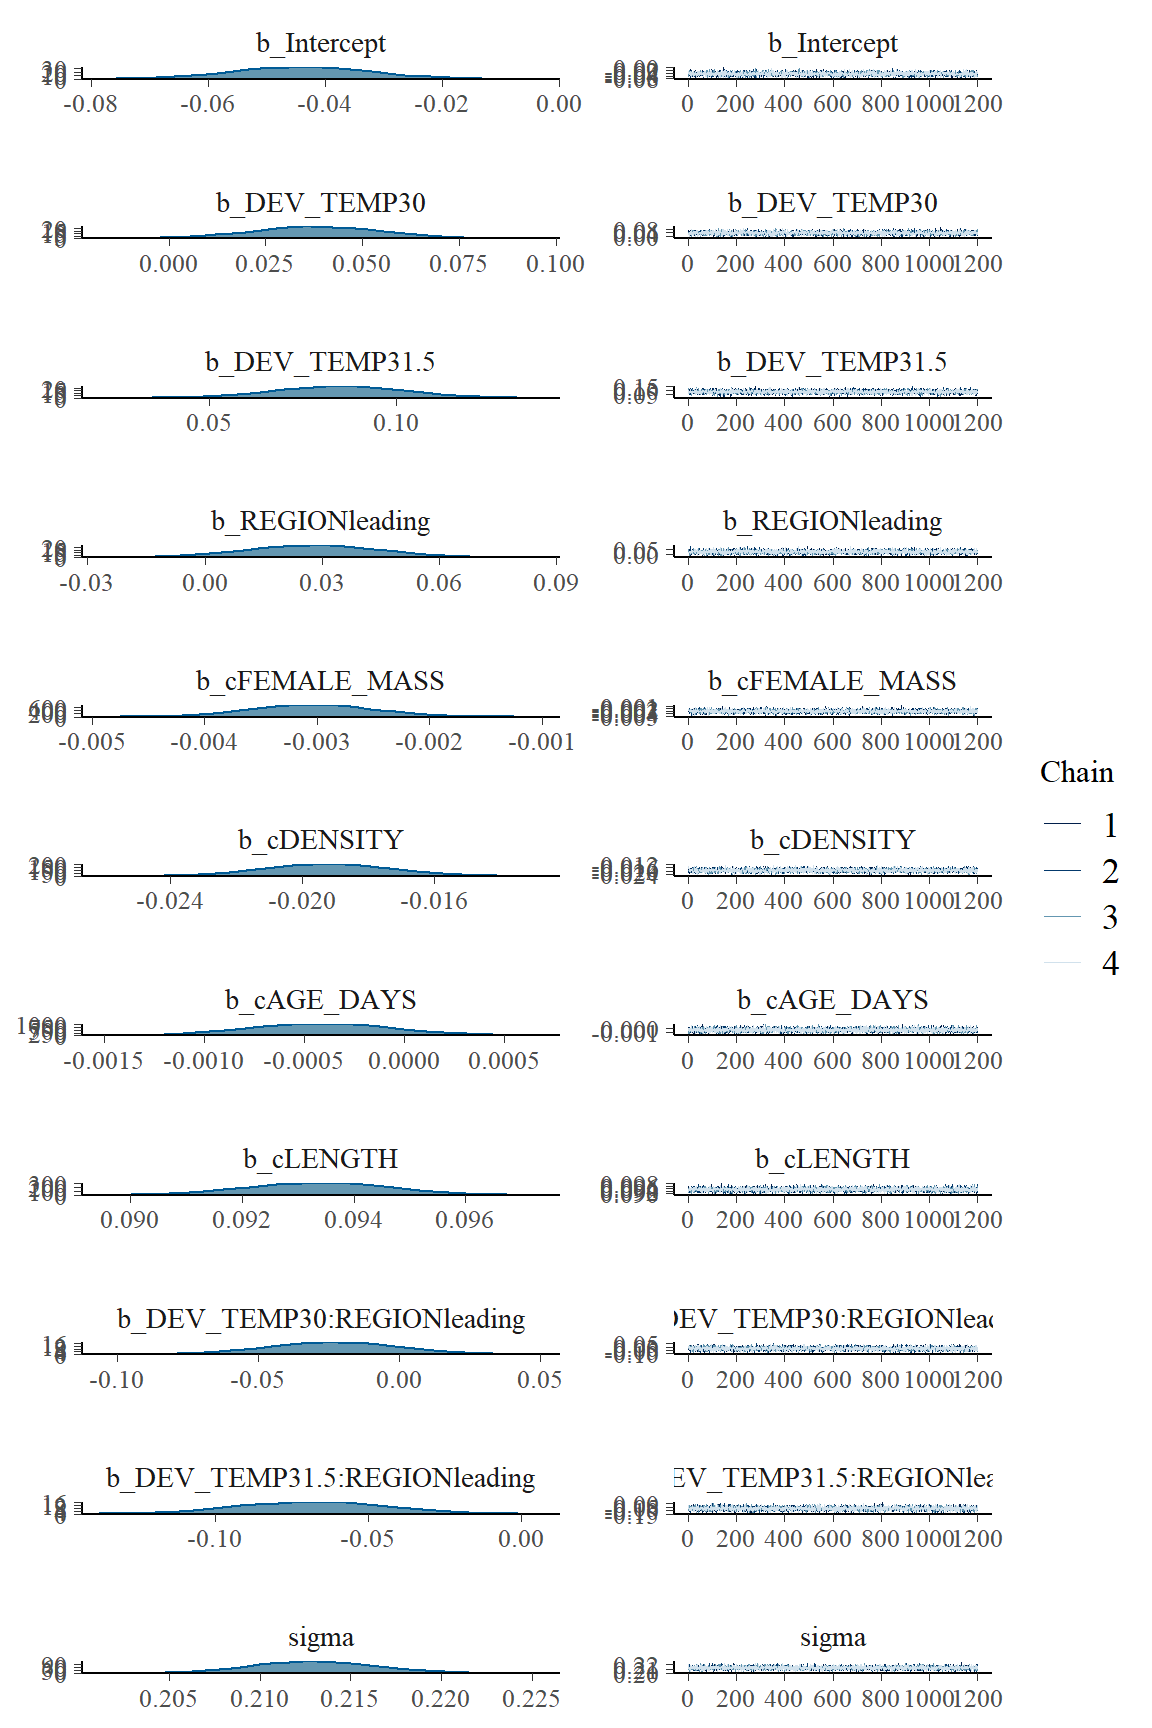 b_Intercept b_Intercept
-0.08 -0.06 -0.04 -0.02 0.00 0 200 400 600 800 1000 1200
b_DEV_TEMP30 b_DEV_TEMP30
0.000 0.025 0.050 0.075 0.100 0 200 400 600 800 1000 1200
b_DEV_TEMP31.5 b_DEV_TEMP31.5
0.05 0.10 0 200 400 600 800 1000 1200
b_REGIONleading b_REGIONleading
-0.03 0.00 0.03 0.06 0.09 0 200 400 600 800 1000 1200
b_cFEMALE_MASS b_cFEMALE_MASS
-0.005 -0.004 -0.003 -0.002 -0.001 0 200 400 600 800 1000 1200
Chain
1
2
3
4
b_cDENSITY b_cDENSITY
-0.024 -0.020 -0.016 0 200 400 600 800 1000 1200
b_cAGE_DAYS b_cAGE_DAYS
-0.0015 -0.0010 -0.0005 0.0000 0.0005 0 200 400 600 800 1000 1200
b_cLENGTH b_cLENGTH
0.090 0.092 0.094 0.096 0 200 400 600 800 1000 1200
b_DEV_TEMP30:REGIONleading DEV_TEMP30:REGIONlead
-0.10 -0.05 0.00 0.05 0 200 400 600 800 1000 1200
b_DEV_TEMP31.5:REGIONleading EV_TEMP31.5:REGIONlea
-0.10 -0.05 0.00 0 200 400 600 800 1000 1200
sigma sigma
0.205 0.210 0.215 0.220 0.225 0 200 400 600 800 1000 1200